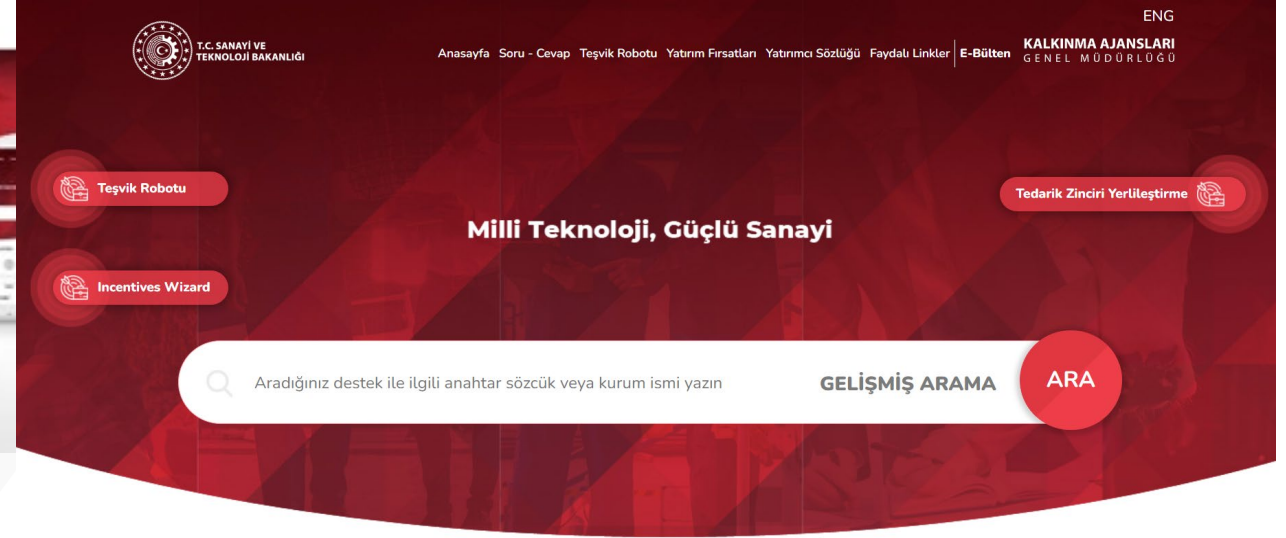 ENG
T.C. SANAYİ VE
TEKNOLOJİ BAKANLIĞI
Anasayfa Soru - Cevap Teşvik Robotu Yatırım Fırsatları Yatırımcı Sözlüğü Faydalı Linkler E-Bülten
KALKINMA AJANSLARI
GENEL MÜDÜRLÜĞÜ
Teşvik Robotu
Tedarik Zinciri Yerlileştirme
Milli Teknoloji, Güçlü Sanayi
Incentives Wizard
Aradığınız destek ile ilgili anahtar sözcük veya kurum ismi yazın
GELİŞMİŞ ARAMA
ARA